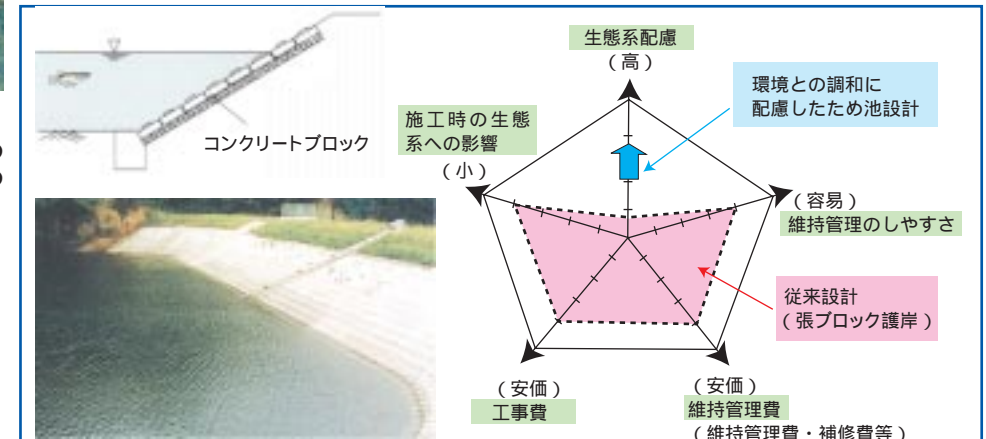 コンクリートブロック
生態系配慮
（高）
環境との調和に
配慮したため池設計
施工時の生態
系への影響
（小）
（容易）
維持管理のしやすさ
従来設計
（張ブロック護岸）
（安価）
工事費
（安価）
維持管理費
（維持管理費・補修費等）